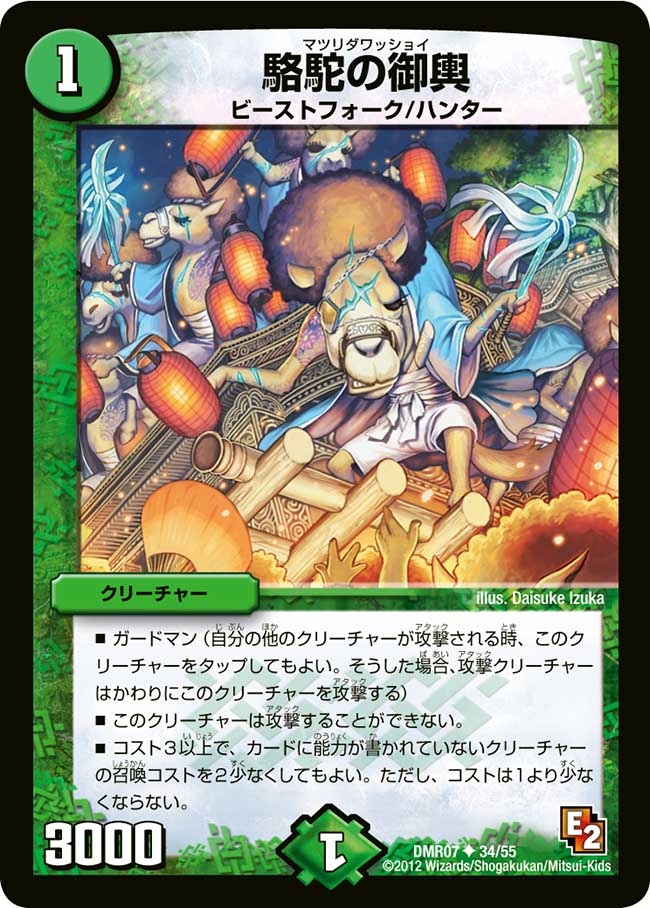 1
マツリダワッショイ
駱駝の御輿
ビーストフォーク/ハンター
クリーチャー
illus. Daisuke Izuka
■ ガードマン（自分の他のクリーチャーが攻撃される時、このク
リーチャーをタップしてもよい。そうした場合、攻撃クリーチャー
はかわりにこのクリーチャーを攻撃する）
■ このクリーチャーは攻撃することができない。
■ コスト３以上で、カードに能力が書かれていないクリーチャー
の召喚コストを２少なくしてもよい。ただし、コストは1より少な
くならない。
3000
1
E2
DMR07 ◆ 34/55
©2012 Wizards/Shogakukan/Mitsui-Kids